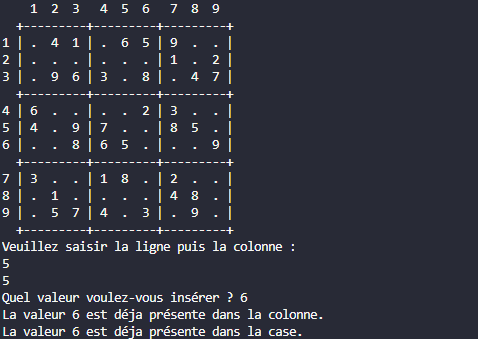 1 2 3  4 5 6  7 8 9
  +---------+---------+---------+
1 | . 4 1 | . 6 5 | 9 . . |
2 | . . . | . . . | 1 . 2 |
3 | . 9 6 | 3 . 8 | . 4 7 |
  +---------+---------+---------+
4 | 6 . . | . . 2 | 3 . . |
5 | 4 . 9 | 7 . . | 8 5 . |
6 | . . 8 | 6 5 . | . . 9 |
  +---------+---------+---------+
7 | 3 . . | 1 8 . | 2 . . |
8 | . 1 . | . . . | 4 8 . |
9 | . 5 7 | 4 . 3 | . 9 . |
  +---------+---------+---------+
Veuillez saisir la ligne puis la colonne :
5
5
Quel valeur voulez-vous insérer ? 6
La valeur 6 est déja présente dans la colonne.
La valeur 6 est déja présente dans la case.